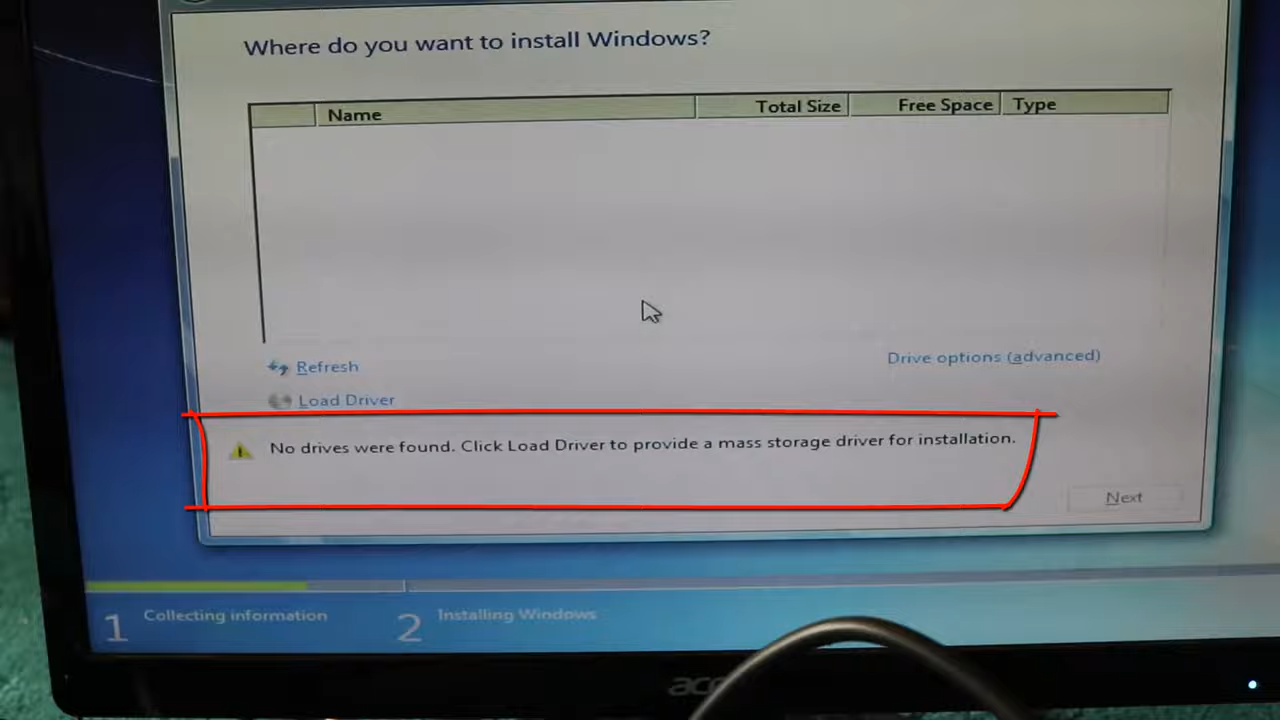 Where do you want to install Windows?
Name Total Size Free Space Type
Refresh Drive options (advanced)
Load Driver
No drives were found. Click Load Driver to provide a mass storage driver for installation.
Next
1 Collecting information 2 Installing Windows